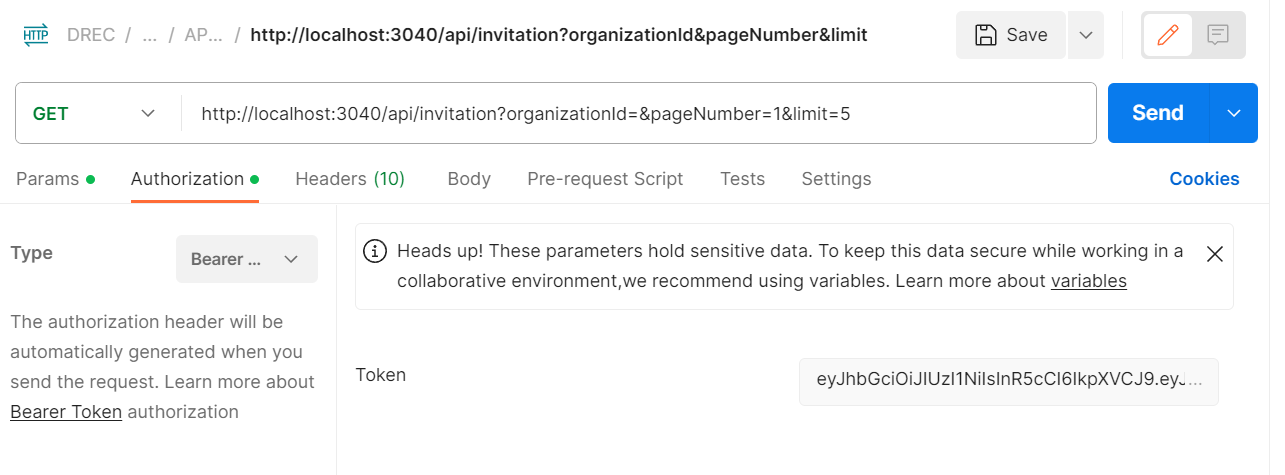 HTTP DREC / ... / AP... / http://localhost:3040/api/invitation?organizationId&pageNumber&limit Save
GET http://localhost:3040/api/invitation?organizationId=&pageNumber=1&limit=5 Send
Params Authorization Headers (10) Body Pre-request Script Tests Settings Cookies
Type Bearer ...
The authorization header will be
automatically generated when you
send the request. Learn more about
Bearer Token authorization
Heads up! These parameters hold sensitive data. To keep this data secure while working in a
collaborative environment,we recommend using variables. Learn more about variables
Token eyJhbGciOiJIUzI1NiIsInR5cCI6IkpXVCJ9.eyJ...